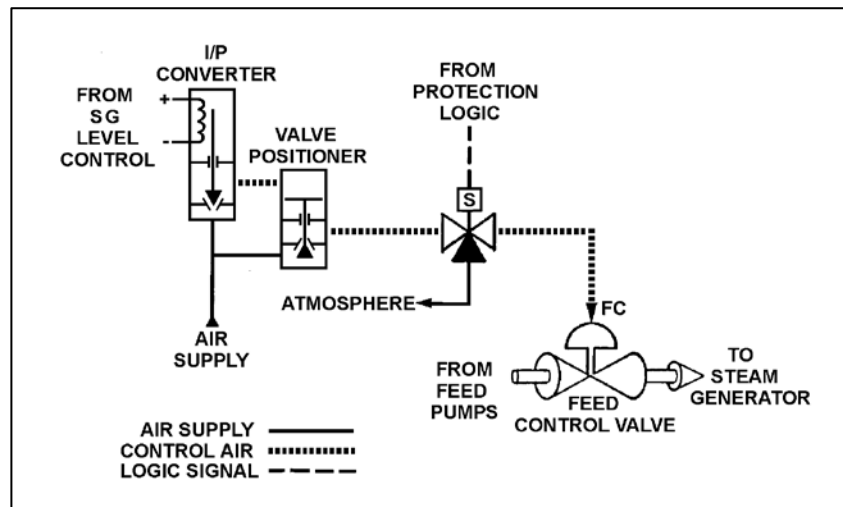 I/P
CONVERTER
FROM
SG
LEVEL
CONTROL
+
-
VALVE
POSITIONER
FROM
PROTECTION
LOGIC
S
ATMOSPHERE
AIR
SUPPLY
FC
FROM
FEED
PUMPS
FEED
CONTROL VALVE
TO
STEAM
GENERATOR
AIR SUPPLY
CONTROL AIR
LOGIC SIGNAL